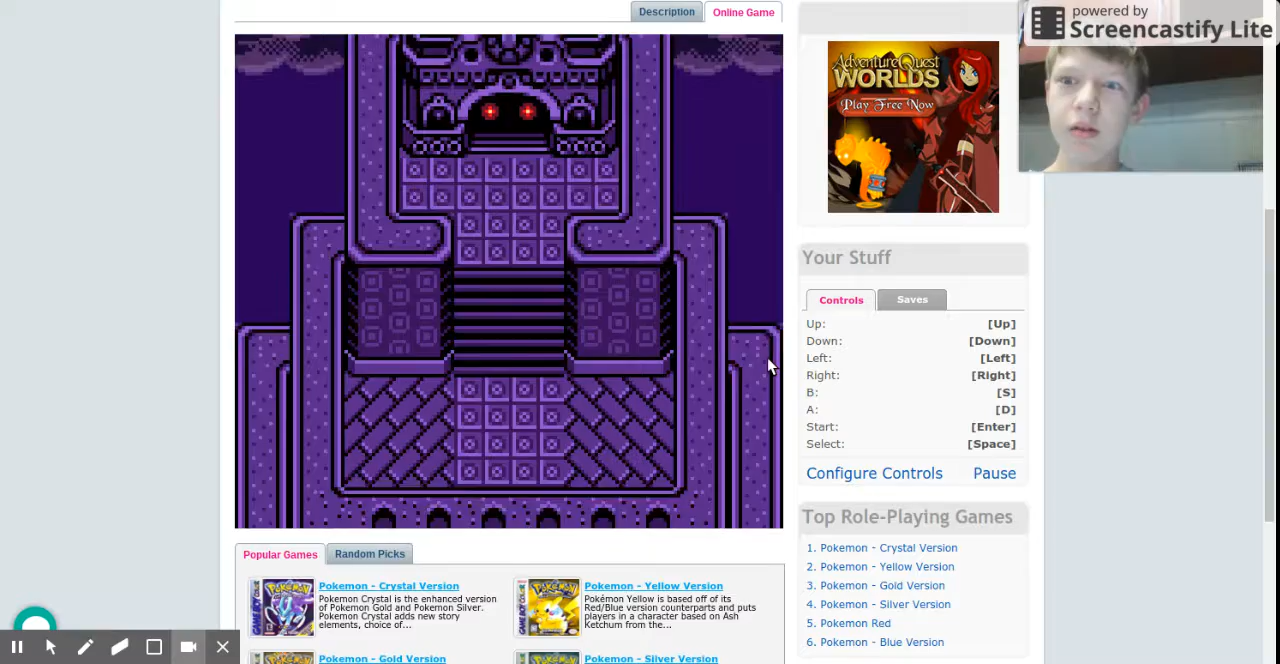 Description Online Game
powered by
Screencastify Lite
AdventureQuest
WORLDS
Play Free Now
Your Stuff
Controls Saves
Up: [Up]
Down: [Down]
Left: [Left]
Right: [Right]
B: [S]
A: [D]
Start: [Enter]
Select: [Space]
Configure Controls Pause
Top Role-Playing Games
1. Pokemon - Crystal Version
2. Pokemon - Yellow Version
3. Pokemon - Gold Version
4. Pokemon - Silver Version
5. Pokemon Red
6. Pokemon - Blue Version
Popular Games Random Picks
Pokemon - Crystal Version
Pokemon Crystal is the enhanced version
of Pokemon Gold and Pokemon Silver.
Pokemon Crystal adds new story
elements, choice of...
Pokemon - Yellow Version
Pokémon Yellow is based off of its
Red/Blue version counterparts and puts
players in a character based on Ash
Ketchum from the...
Pokemon - Gold Version
Pokemon - Silver Version